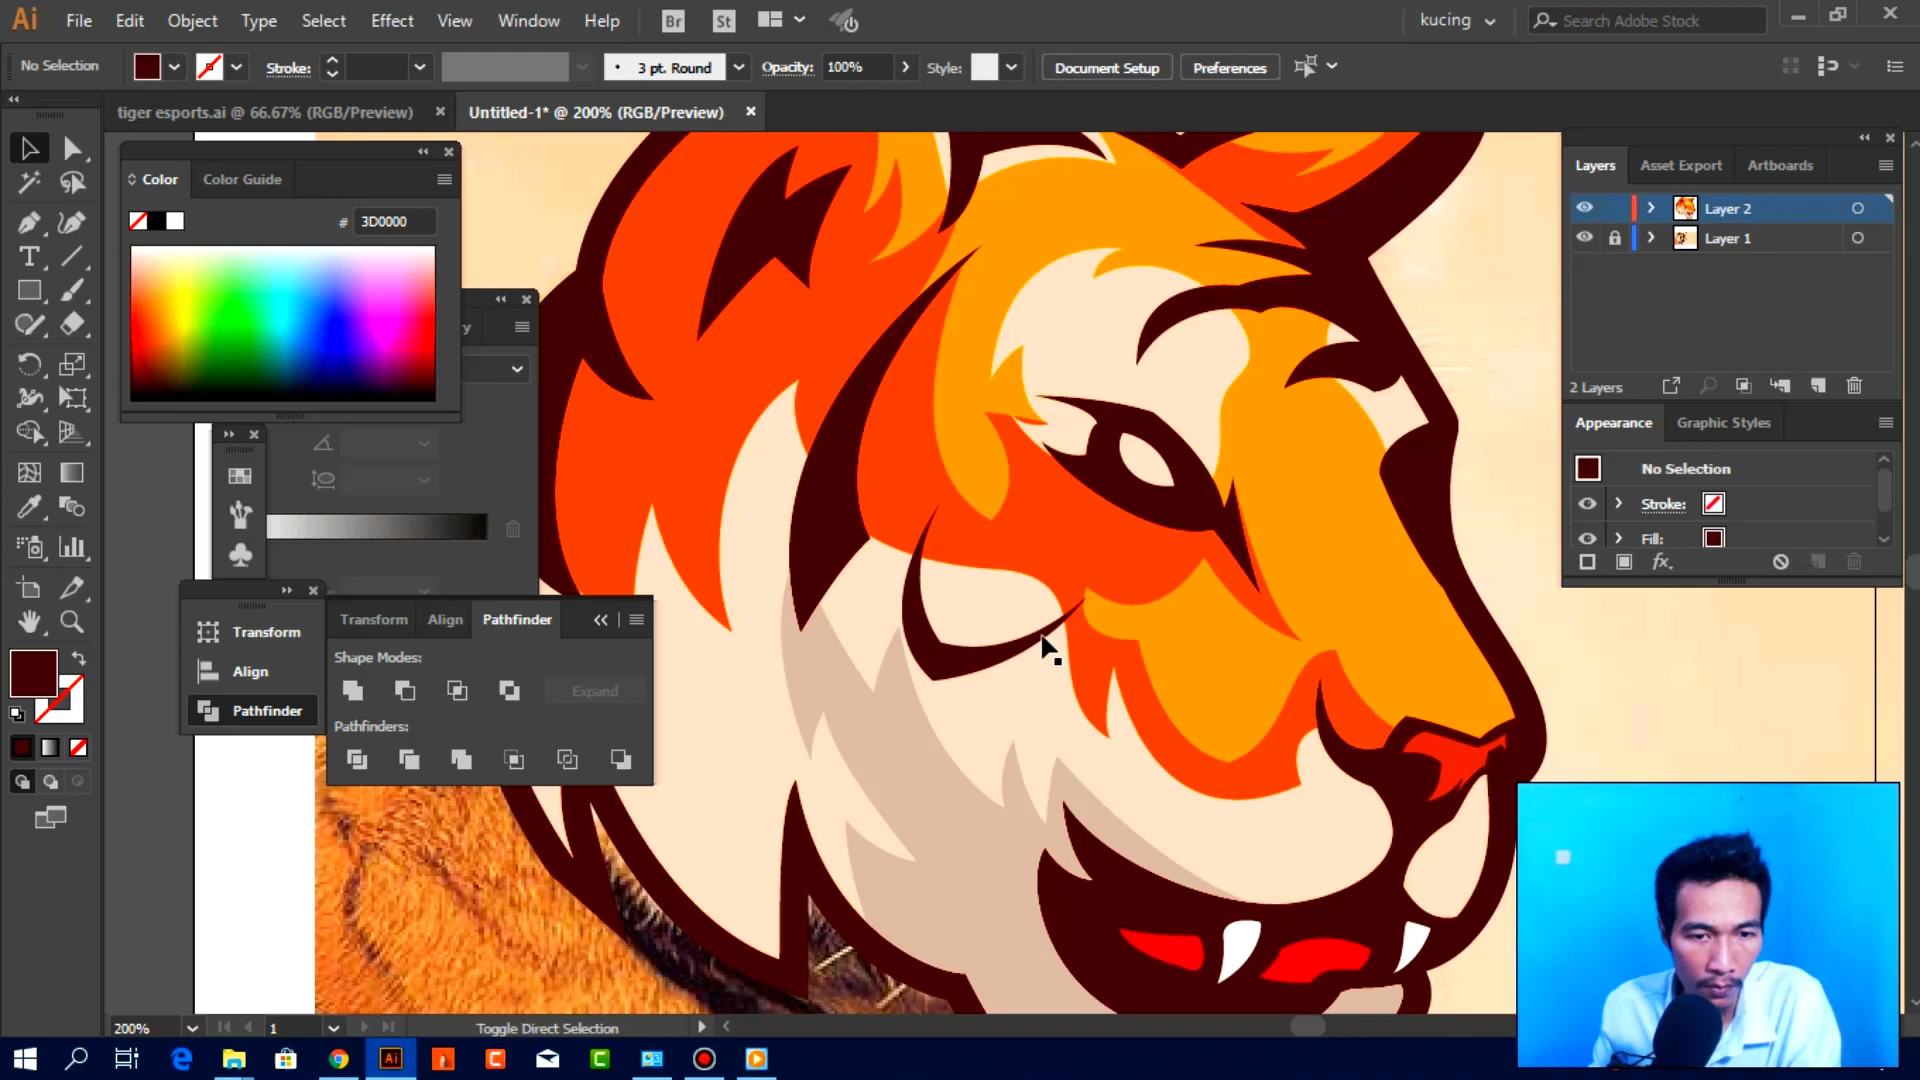 Ai File Edit Object Type Select Effect View Window Help Br St kucing Search Adobe Stock
No Selection Stroke: 3 pt. Round Opacity: 100% Style: Document Setup Preferences
tiger esports.ai @ 66.67% (RGB/Preview) Untitled-1* @ 200% (RGB/Preview)
Color Color Guide
# 3D0000
Layers Asset Export Artboards
Layer 2
Layer 1
2 Layers
Appearance Graphic Styles
No Selection
Stroke:
Fill:
fx
Transform
Align
Pathfinder
Transform Align Pathfinder
Shape Modes:
Expand
Pathfinders:
200% 1 Toggle Direct Selection
Ai